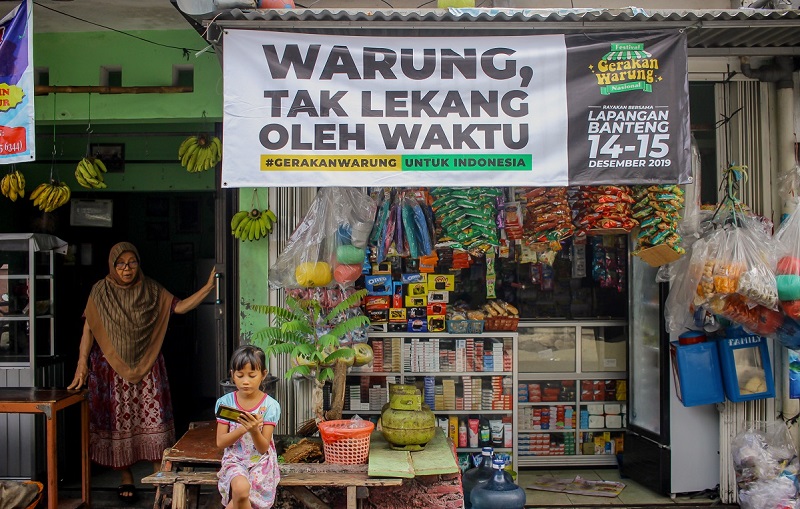 WARUNG,
TAK LEKANG
OLEH WAKTU
#GERAKANWARUNG UNTUK INDONESIA
Festival
Gerakan
Warung
Nasional
RAYAKAN BERSAMA
LAPANGAN
BANTENG
14-15
DESEMBER 2019
FAMILY